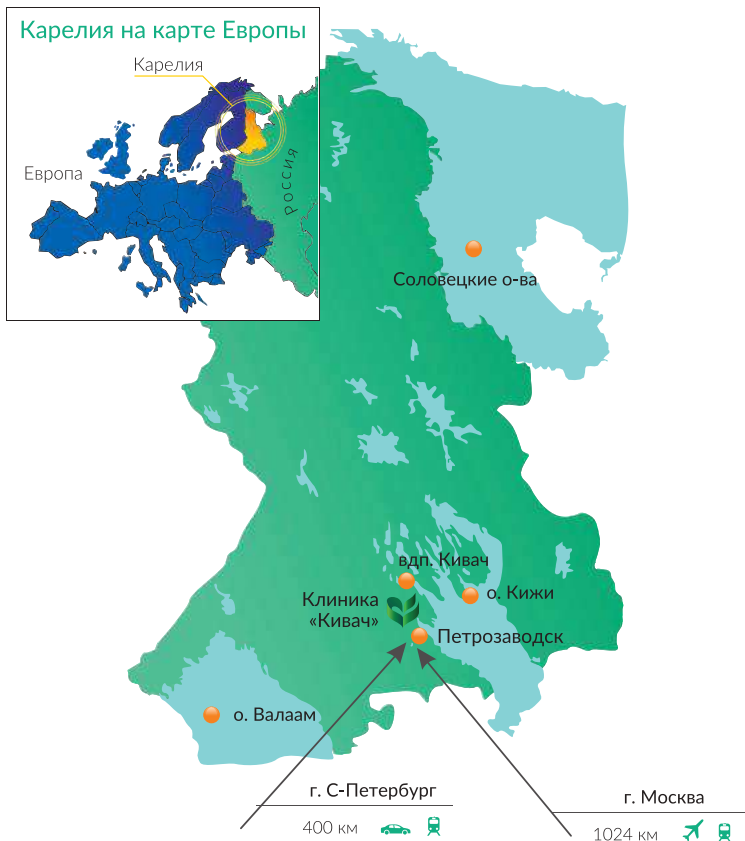 Карелия на карте Европы
Карелия
Европа
Россия
Соловецкие о-ва
вдп. Кивач
о. Кижи
Клиника
«Кивач»
Петрозаводск
о. Валаам
г. С-Петербург
400 км
г. Москва
1024 км